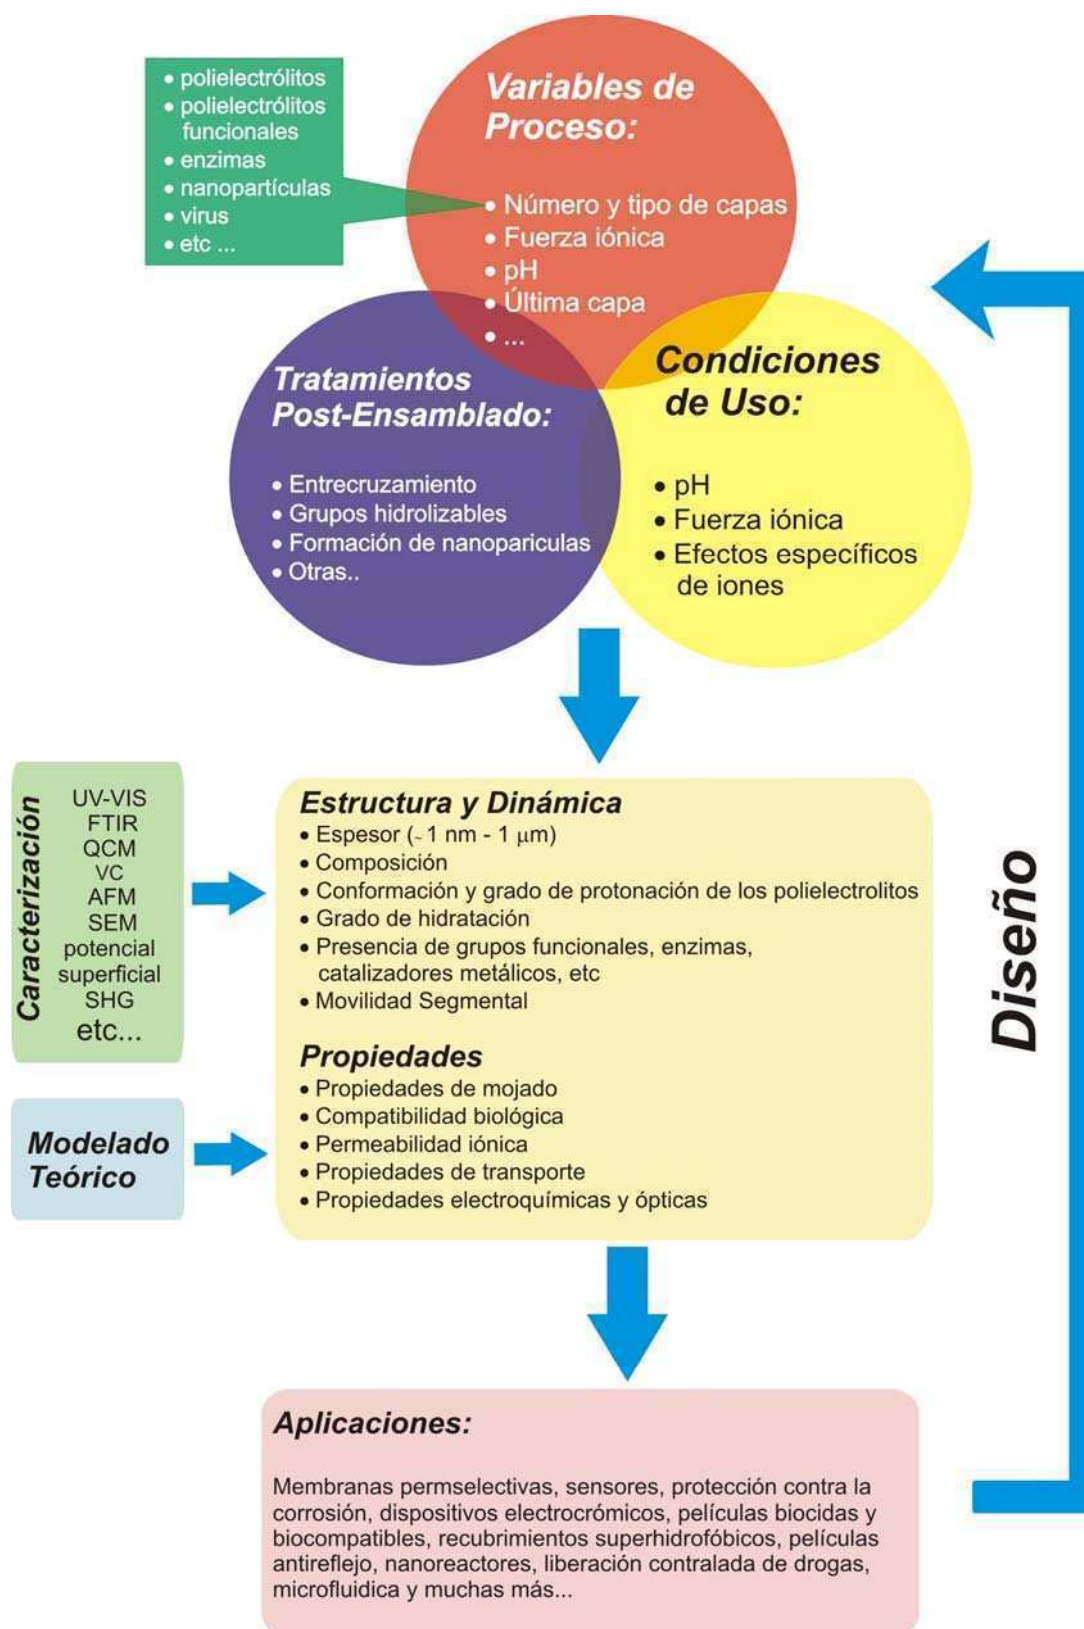 • polielectrólitos
• polielectrólitos
funcionales
• enzimas
• nanopartículas
• virus
• etc ...
Variables de
Proceso:
• Número y tipo de capas
• Fuerza iónica
• pH
• Última capa
• ...
Tratamientos
Post-Ensamblado:
• Entrecruzamiento
• Grupos hidrolizables
• Formación de nanopariculas
• Otras..
Condiciones
de Uso:
• pH
• Fuerza iónica
• Efectos específicos
de iones
Caracterización
UV-VIS
FTIR
QCM
VC
AFM
SEM
potencial
superficial
SHG
etc...
Modelado
Teórico
Estructura y Dinámica
• Espesor (~1 nm - 1 μm)
• Composición
• Conformación y grado de protonación de los polielectrolitos
• Grado de hidratación
• Presencia de grupos funcionales, enzimas,
catalizadores metálicos, etc
• Movilidad Segmental
Propiedades
• Propiedades de mojado
• Compatibilidad biológica
• Permeabilidad iónica
• Propiedades de transporte
• Propiedades electroquímicas y ópticas
Diseño
Aplicaciones:
Membranas permselectivas, sensores, protección contra la
corrosión, dispositivos electrocrómicos, películas biocidas y
biocompatibles, recubrimientos superhidrofóbicos, películas
antireflejo, nanoreactores, liberación contralada de drogas,
microfluidica y muchas más...